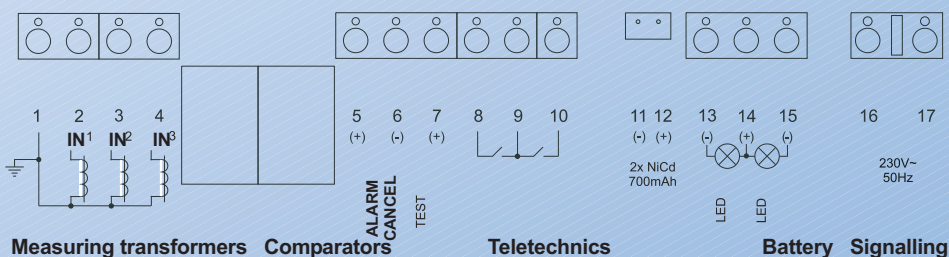 1 2 3 4 5 6 7 8 9 10 11 12 13 14 15 16 17
IN1 IN2 IN3 (+) (-) (+) (-) (+) (-) (+) (-)
2x NiCd
700mAh
230V~
50Hz
ALARM
CANCEL
TEST
LED
LED
Measuring transformers Comparators Teletechnics Battery Signalling